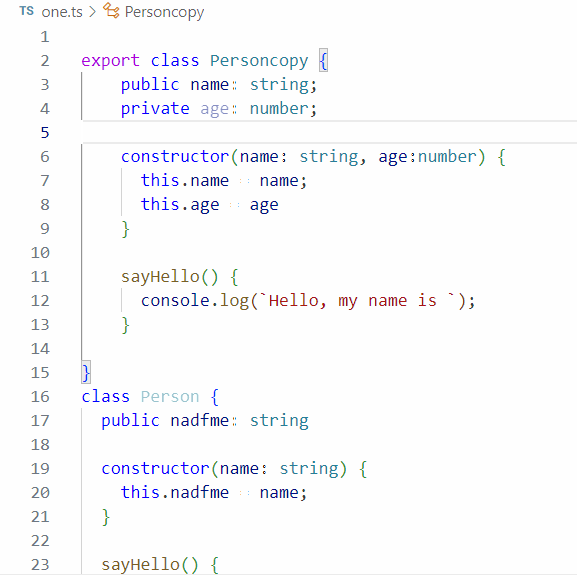 TS one.ts > Personcopy
1
2 export class Personcopy {
3 public name: string;
4 private age: number;
5
6 constructor(name: string, age:number) {
7 this.name = name;
8 this.age = age
9 }
10
11 sayHello() {
12 console.log(`Hello, my name is `);
13 }
14
15 }
16 class Person {
17 public nadfme: string
18
19 constructor(name: string) {
20 this.nadfme = name;
21 }
22
23 sayHello() {